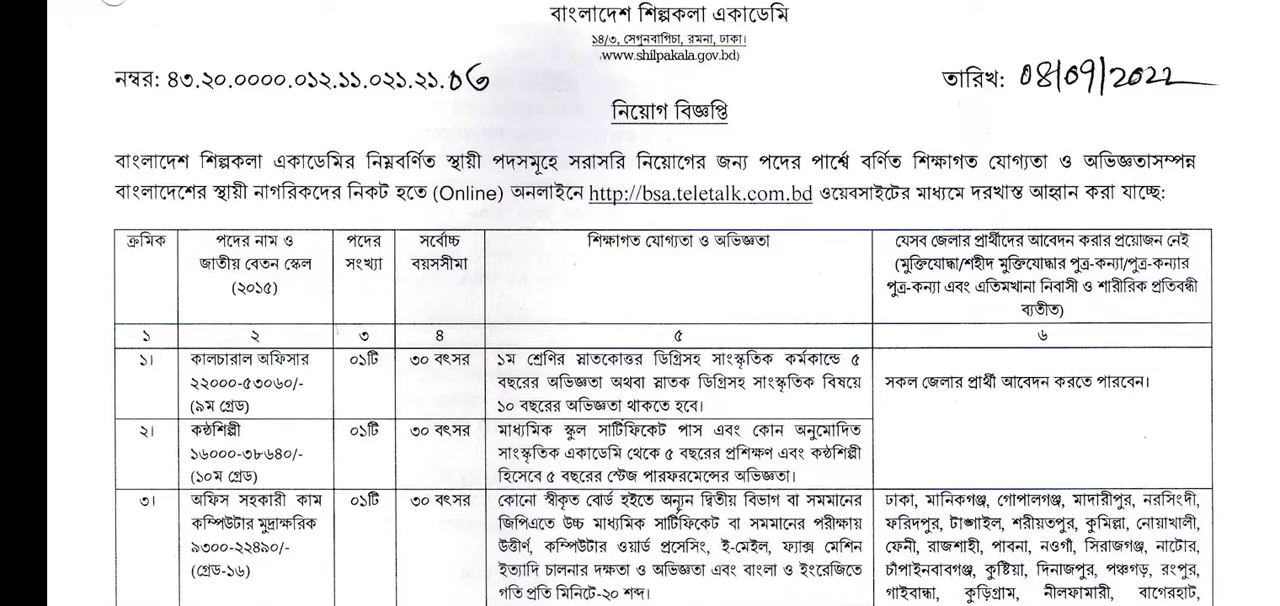 বাংলাদেশ শিল্পকলা একাডেমি
১৪/৩, সেগুনবাগিচা, রমনা, ঢাকা।
(www.shilpakala.gov.bd)
নম্বর: ৪৩.২০.০০০০.০১২.১১.০২১.২১.৮৬
তারিখ: 08/09/2022
নিয়োগ বিজ্ঞপ্তি
বাংলাদেশ শিল্পকলা একাডেমির নিম্নবর্ণিত স্থায়ী পদসমূহে সরাসরি নিয়োগের জন্য পদের পার্শ্বে বর্ণিত শিক্ষাগত যোগ্যতা ও অভিজ্ঞতাসম্পন্ন
বাংলাদেশের স্থায়ী নাগরিকদের নিকট হতে (Online) অনলাইনে http://bsa.teletalk.com.bd ওয়েবসাইটের মাধ্যমে দরখাস্ত আহ্বান করা যাচ্ছে:
ক্রমিক
পদের নাম ও
জাতীয় বেতন স্কেল
(২০১৫)
পদের
সংখ্যা
সর্বোচ্চ
বয়সসীমা
শিক্ষাগত যোগ্যতা ও অভিজ্ঞতা
যেসব জেলার প্রার্থীদের আবেদন করার প্রয়োজন নেই
(মুক্তিযোদ্ধা/শহীদ মুক্তিযোদ্ধার পুত্র-কন্যা/পুত্র-কন্যার
পুত্র-কন্যা এবং এতিমখানা নিবাসী ও শারীরিক প্রতিবন্ধী
ব্যতীত)
১ ২ ৩ ৪ ৫ ৬
১।
কালচারাল অফিসার
২২০০০-৫৩০৬০/-
(৯ম গ্রেড)
০১টি
৩০ বৎসর
১ম শ্রেণির স্নাতকোত্তর ডিগ্রিসহ সাংস্কৃতিক কর্মকান্ডে ৫
বছরের অভিজ্ঞতা অথবা স্নাতক ডিগ্রিসহ সাংস্কৃতিক বিষয়ে
১০ বছরের অভিজ্ঞতা থাকতে হবে।
সকল জেলার প্রার্থী আবেদন করতে পারবেন।
২।
কন্ঠশিল্পী
১৬০০০-৩৮৬৪০/-
(১০ম গ্রেড)
০১টি
৩০ বৎসর
মাধ্যমিক স্কুল সার্টিফিকেট পাস এবং কোন অনুমোদিত
সাংস্কৃতিক একাডেমি থেকে ৫ বছরের প্রশিক্ষণ এবং কন্ঠশিল্পী
হিসেবে ৫ বছরের স্টেজ পারফরমেন্সের অভিজ্ঞতা।
৩।
অফিস সহকারী কাম
কম্পিউটার মুদ্রাক্ষরিক
৯৩০০-২২৪৯০/-
(গ্রেড-১৬)
০১টি
৩০ বৎসর
কোনো স্বীকৃত বোর্ড হইতে অন্যূন দ্বিতীয় বিভাগ বা সমমানের
জিপিএতে উচ্চ মাধ্যমিক সার্টিফিকেট বা সমমানের পরীক্ষায়
উত্তীর্ণ, কম্পিউটার ওয়ার্ড প্রসেসিং, ই-মেইল, ফ্যাক্স মেশিন
ইত্যাদি চালনার দক্ষতা ও অভিজ্ঞতা এবং বাংলা ও ইংরেজিতে
গতি প্রতি মিনিটে-২০ শব্দ।
ঢাকা, মানিকগঞ্জ, গোপালগঞ্জ, মাদারীপুর, নরসিংদী,
ফরিদপুর, টাঙ্গাইল, শরীয়তপুর, কুমিল্লা, নোয়াখালী,
ফেনী, রাজশাহী, পাবনা, নওগাঁ, সিরাজগঞ্জ, নাটোর,
চাঁপাইনবাবগঞ্জ, কুষ্টিয়া, দিনাজপুর, পঞ্চগড়, রংপুর,
গাইবান্ধা, কুড়িগ্রাম, নীলফামারী, বাগেরহাট,